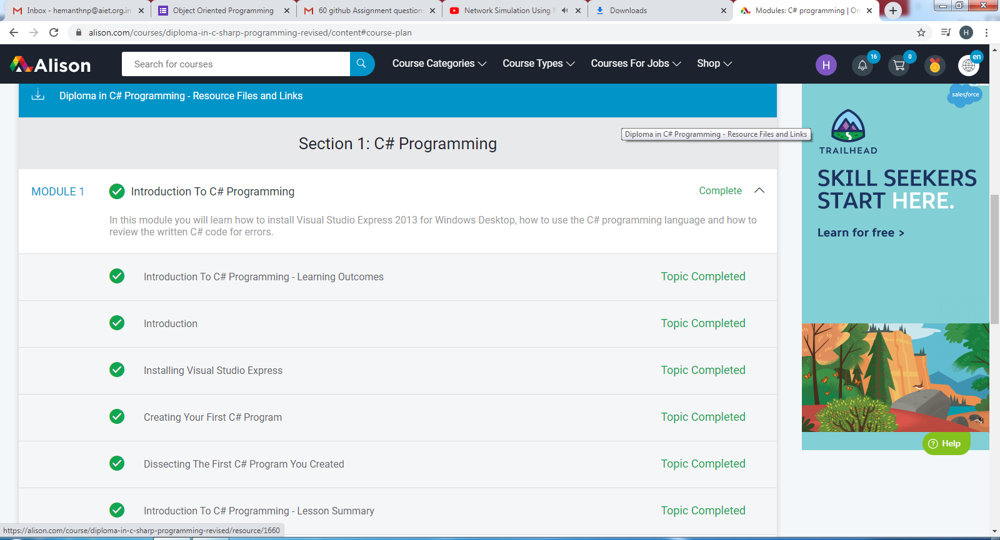 Inbox - hemanthnp@aiet.org.in
Object Oriented Programming
60 github Assignment questions
Network Simulation Using N
Downloads
Modules: C# programming | On
alison.com/courses/diploma-in-c-sharp-programming-revised/content#course-plan
H
Alison
Search for courses
Course Categories
Course Types
Courses For Jobs
Shop
H
16
0
en
Diploma in C# Programming - Resource Files and Links
salesforce
Section 1: C# Programming
Diploma in C# Programming - Resource Files and Links
TRAILHEAD
SKILL SEEKERS
START HERE.
Learn for free >
MODULE 1
Introduction To C# Programming
Complete
In this module you will learn how to install Visual Studio Express 2013 for Windows Desktop, how to use the C# programming language and how to
review the written C# code for errors.
Introduction To C# Programming - Learning Outcomes
Topic Completed
Introduction
Topic Completed
Installing Visual Studio Express
Topic Completed
Creating Your First C# Program
Topic Completed
Help
Dissecting The First C# Program You Created
Topic Completed
Introduction To C# Programming - Lesson Summary
Topic Completed
https://alison.com/course/diploma-in-c-sharp-programming-revised/resource/1660